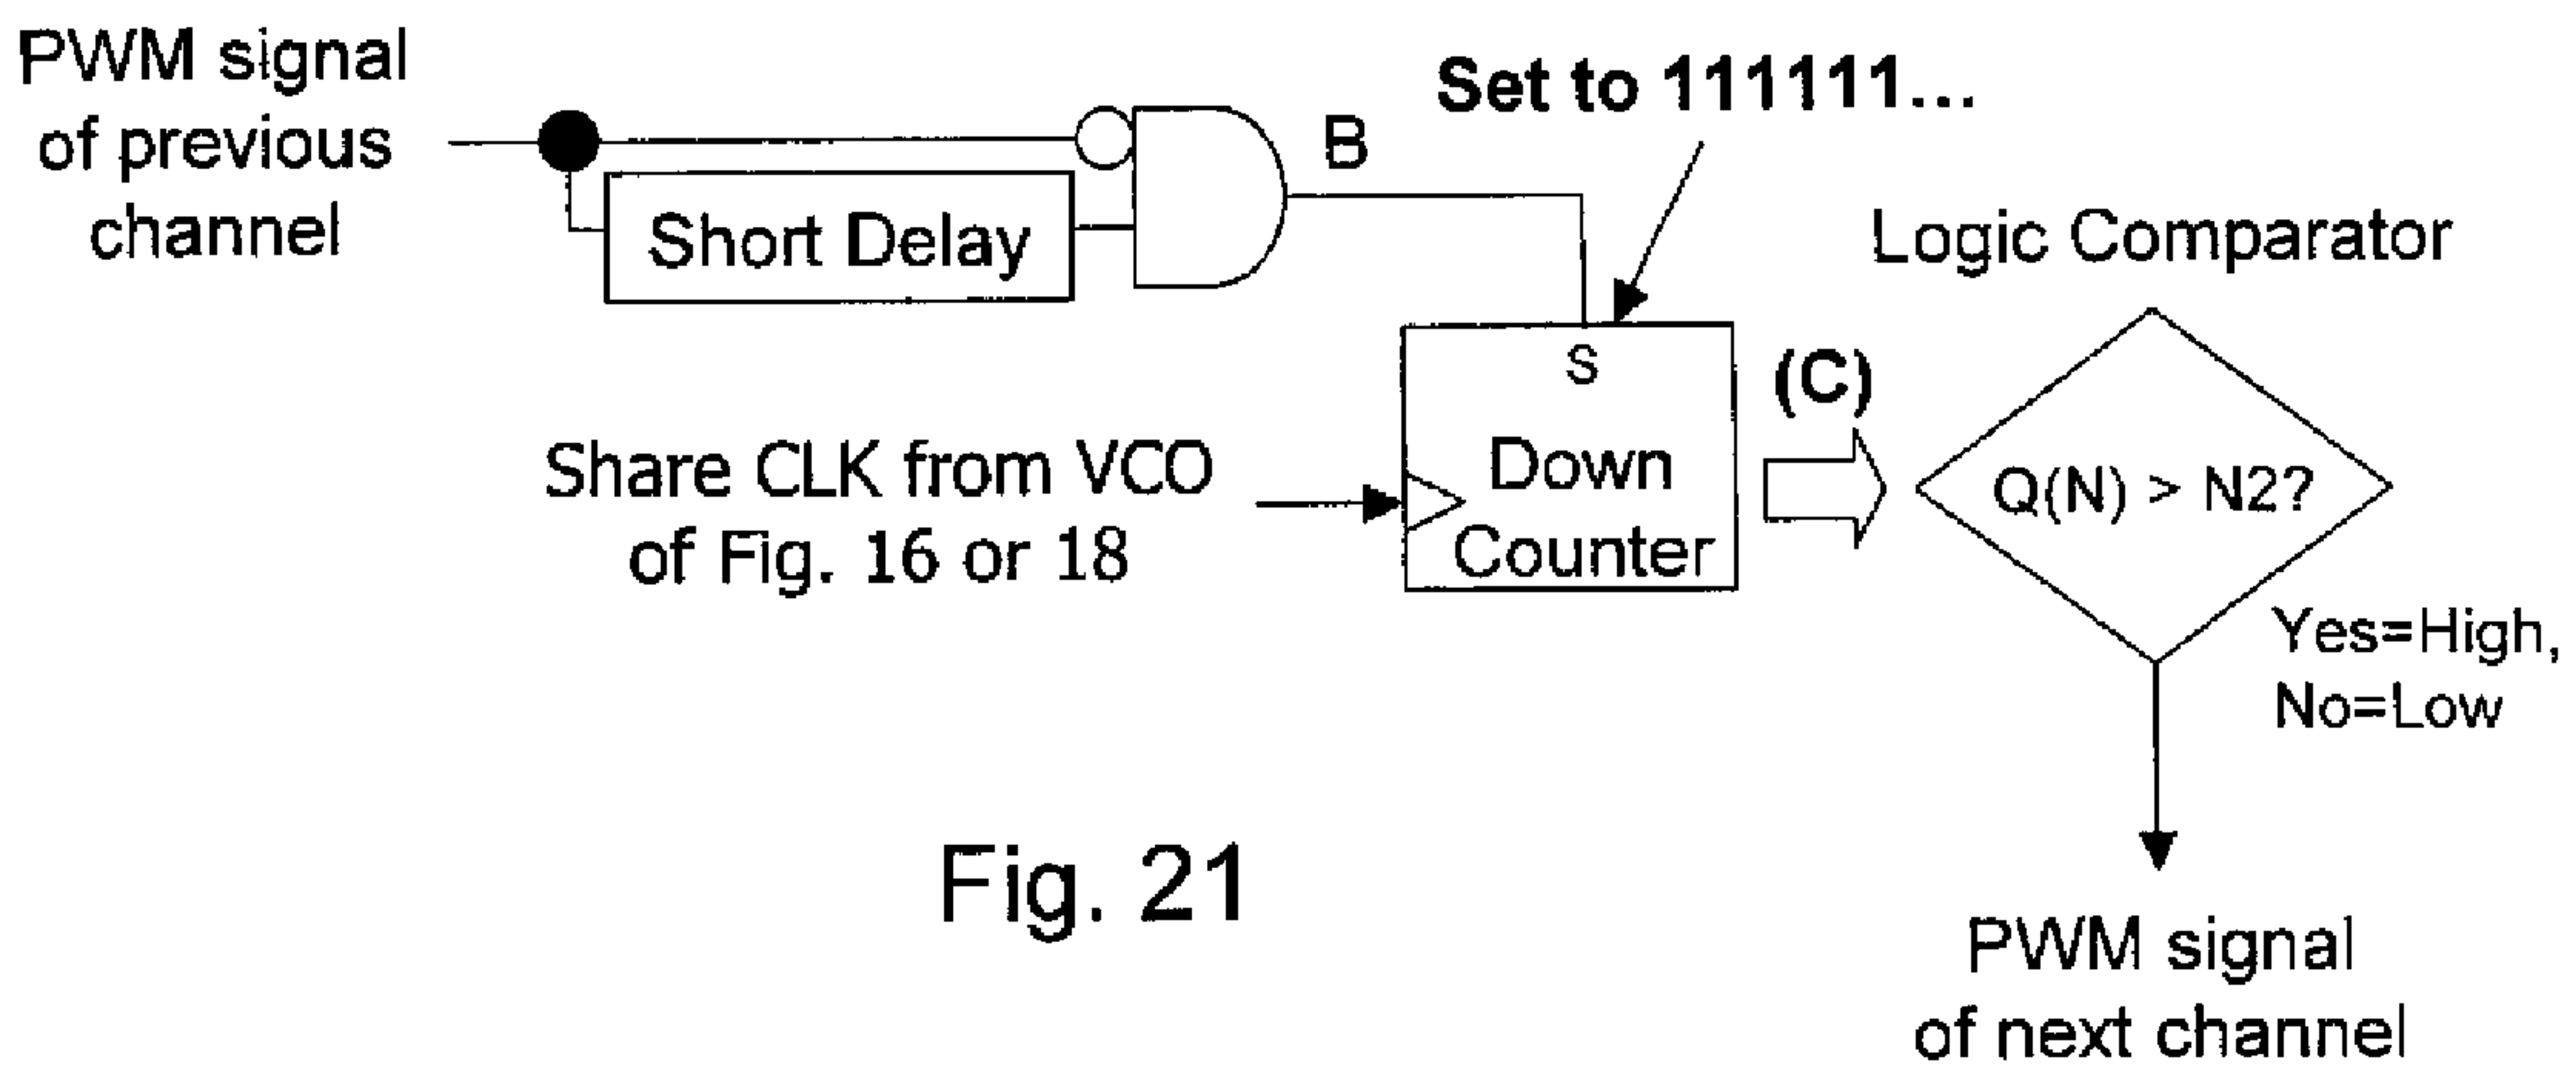 PWM signal
of previous
channel
Short Delay
B
Set to 111111...
Logic Comparator
S
Down
Counter
(C)
Share CLK from VCO
of Fig. 16 or 18
Q(N) > N2?
Yes=High,
No=Low
PWM signal
of next channel
Fig. 21